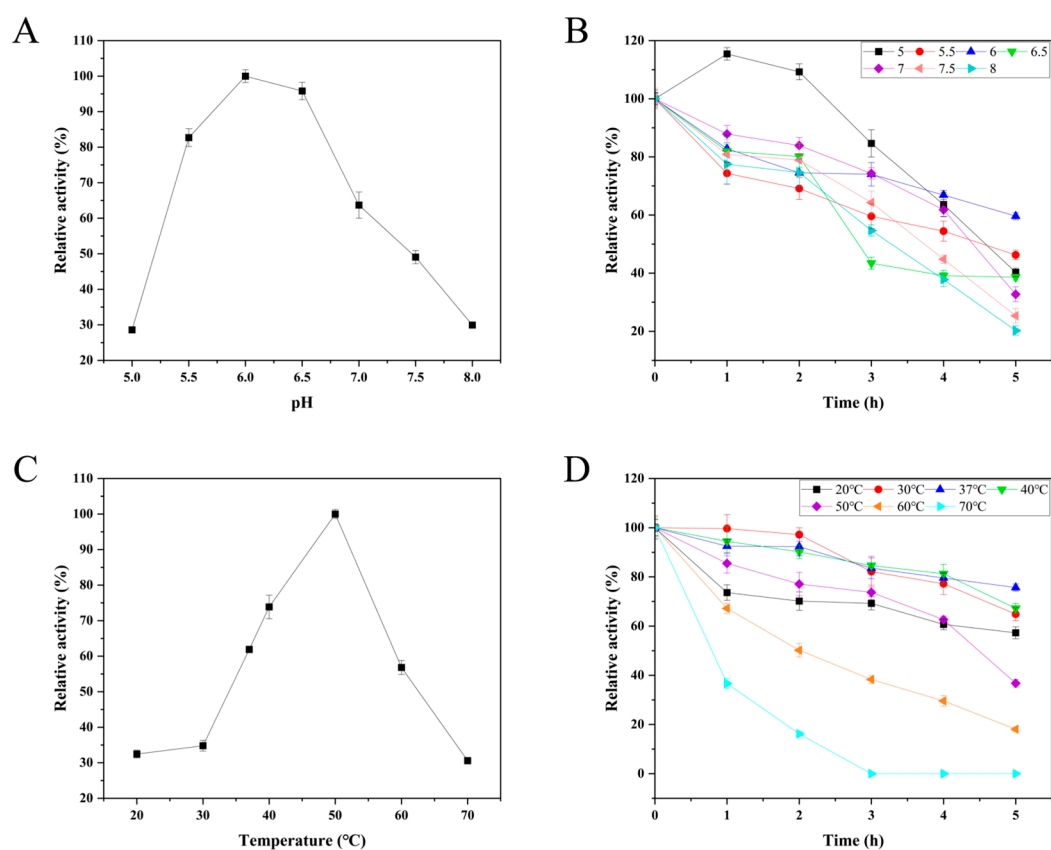 A
Relative activity (%)
110
100
90
80
70
60
50
40
30
20
5.0 5.5 6.0 6.5 7.0 7.5 8.0
pH
B
Relative activity (%)
120
100
80
60
40
20
5 5.5 6 6.5
7 7.5 8
0 1 2 3 4 5
Time (h)
C
Relative activity (%)
110
100
90
80
70
60
50
40
30
20
20 30 40 50 60 70
Temperature (℃)
D
Relative activity (%)
120
100
80
60
40
20
0
20℃ 30℃ 37℃ 40℃
50℃ 60℃ 70℃
0 1 2 3 4 5
Time (h)